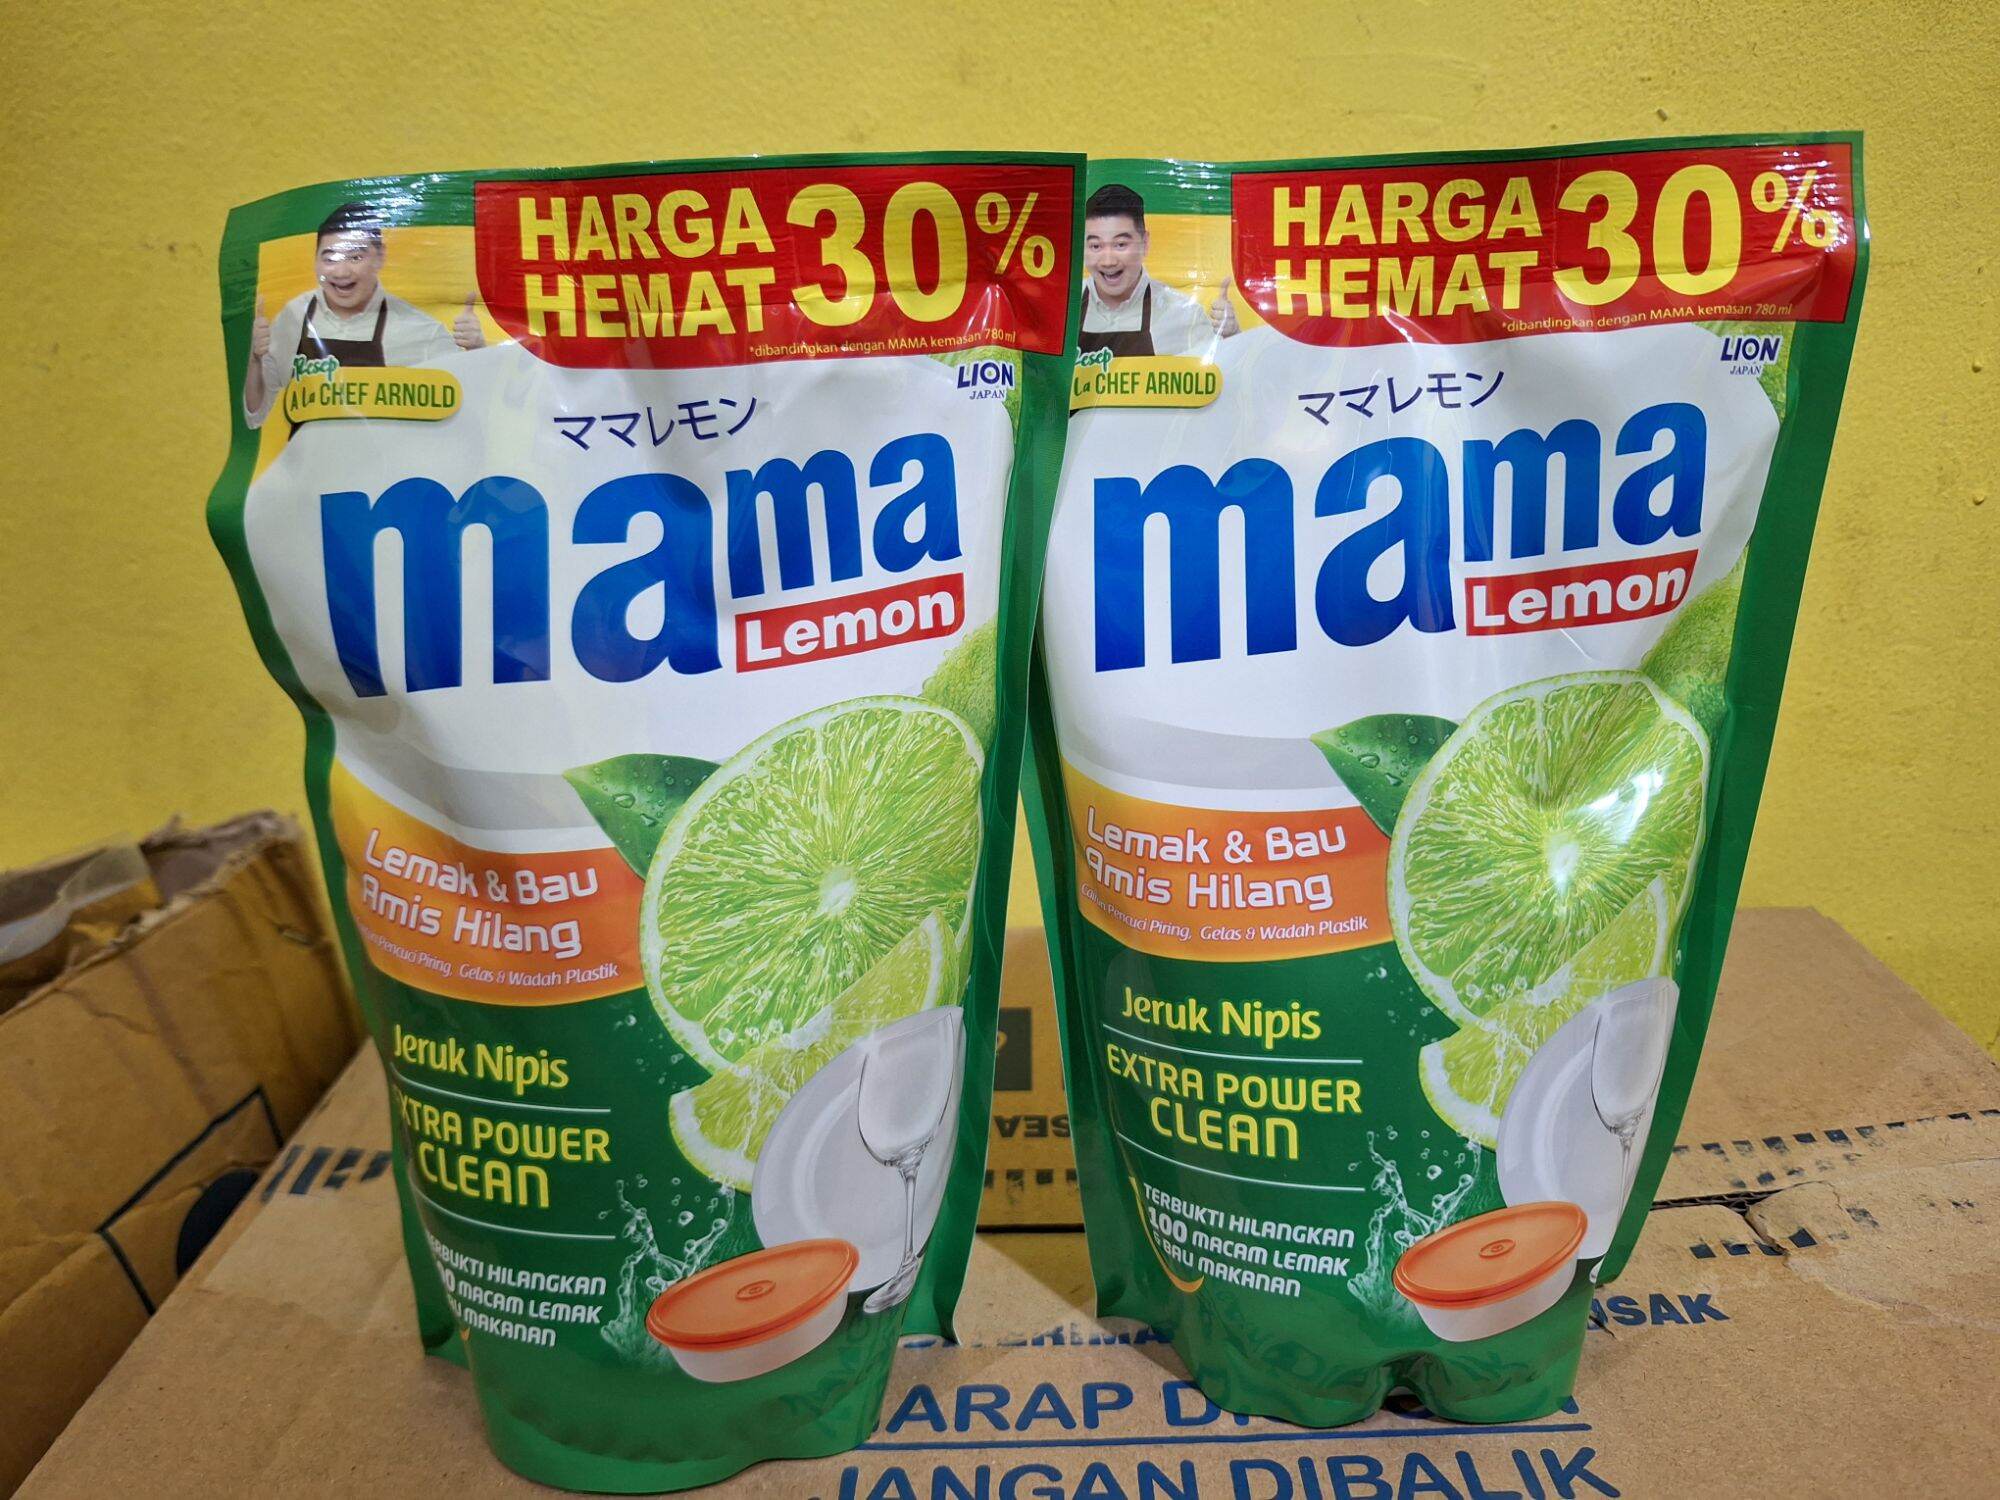 HARGA
HEMAT 30%
*dibandingkan dengan MAMA kemasan 780 ml
Resep
A La CHEF ARNOLD
LION
JAPAN
ママレモン
mama
Lemon
Lemak & Bau
Amis Hilang
Pencuci Piring, Gelas & Wadah Plastik
Jeruk Nipis
EXTRA POWER
CLEAN
HILANGKAN
MACAM LEMAK
MAKANAN
HARGA
HEMAT 30%
*dibandingkan dengan MAMA kemasan 780 ml
Resep
La CHEF ARNOLD
LION
JAPAN
ママレモン
mama
Lemon
Lemak & Bau
Amis Hilang
Cairan Pencuci Piring, Gelas & Wadah Plastik
Jeruk Nipis
EXTRA POWER
CLEAN
TERBUKTI HILANGKAN
100 MACAM LEMAK
& BAU MAKANAN
JANGAN DIBALIK